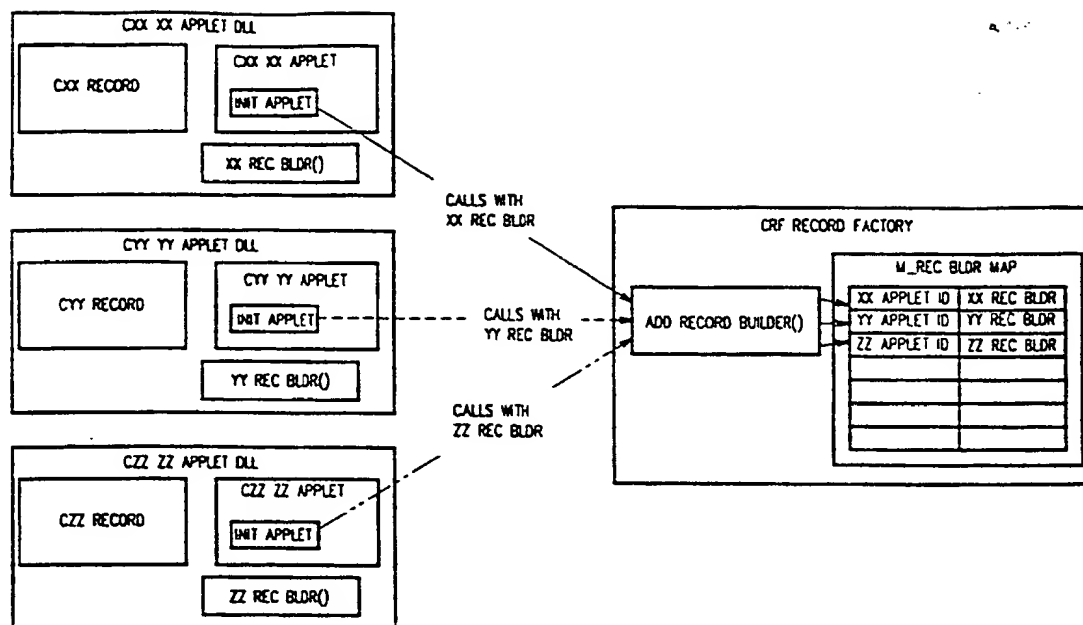 CXX XX APPLET DLL
CXX RECORD
CXX XX APPLET
INIT APPLET
XX REC BLDR()
CALLS WITH
XX REC BLDR
CYY YY APPLET DLL
CYY RECORD
CYY YY APPLET
INIT APPLET
YY REC BLDR()
CALLS WITH
YY REC BLDR
CZZ ZZ APPLET DLL
CZZ RECORD
CZZ ZZ APPLET
INIT APPLET
ZZ REC BLDR()
CALLS WITH
ZZ REC BLDR
CRF RECORD FACTORY
ADD RECORD BUILDER()
M_REC BLDR MAP
XX APPLET ID XX REC BLDR
YY APPLET ID YY REC BLDR
ZZ APPLET ID ZZ REC BLDR